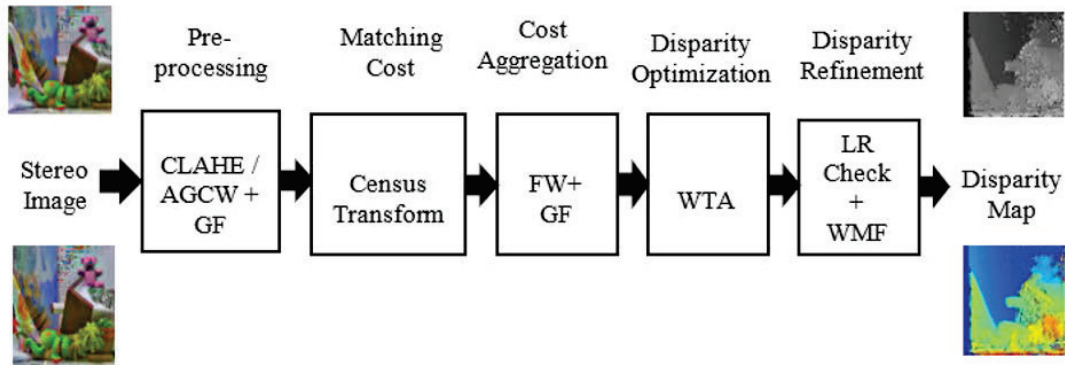 Pre-
processing
Matching
Cost
Cost
Aggregation
Disparity
Optimization
Disparity
Refinement
Stereo
Image
CLAHE /
AGCW +
GF
Census
Transform
FW+
GF
WTA
LR
Check
+
WMF
Disparity
Map